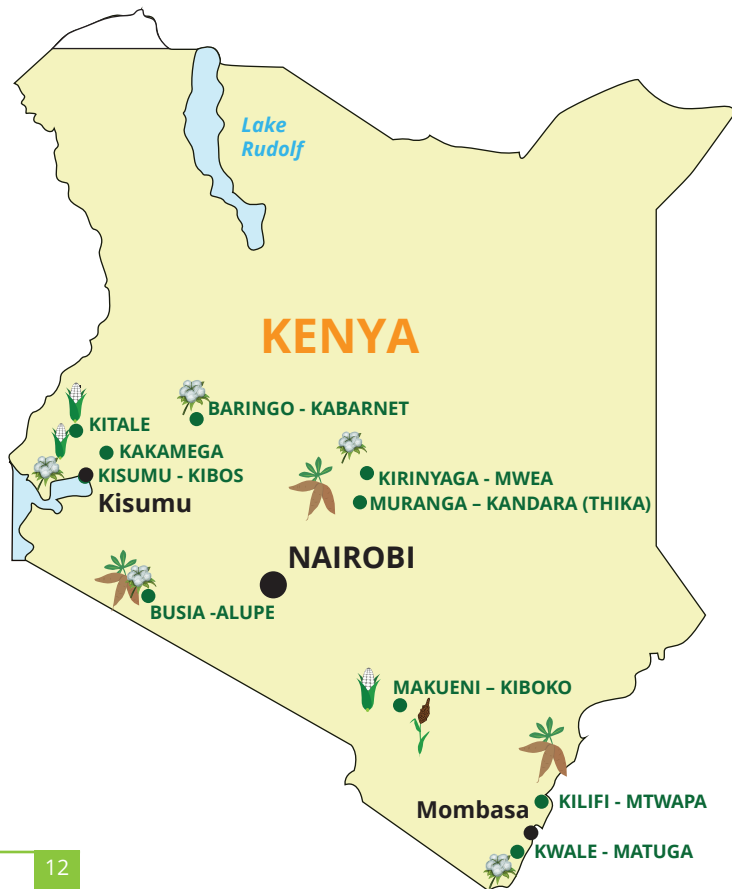 Lake
Rudolf
KENYA
BARINGO - KABARNET
KITALE
KAKAMEGA
KISUMU - KIBOS
Kisumu
KIRINYAGA - MWEA
MURANGA – KANDARA (THIKA)
NAIROBI
BUSIA -ALUPE
MAKUENI – KIBOKO
KILIFI - MTWAPA
Mombasa
KWALE - MATUGA
12